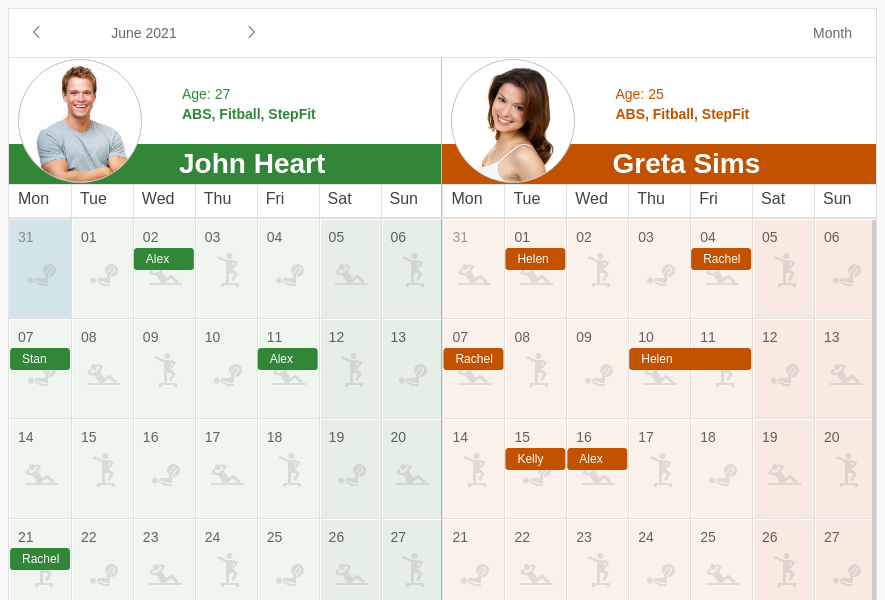 June 2021
Month
Age: 27
ABS, Fitball, StepFit
John Heart
Age: 25
ABS, Fitball, StepFit
Greta Sims
Mon Tue Wed Thu Fri Sat Sun Mon Tue Wed Thu Fri Sat Sun
31 01 02 03 04 05 06 31 01 02 03 04 05 06
Alex Helen Rachel
07 08 09 10 11 12 13 07 08 09 10 11 12 13
Stan Alex Rachel Helen
14 15 16 17 18 19 20 14 15 16 17 18 19 20
Kelly Alex
21 22 23 24 25 26 27 21 22 23 24 25 26 27
Rachel